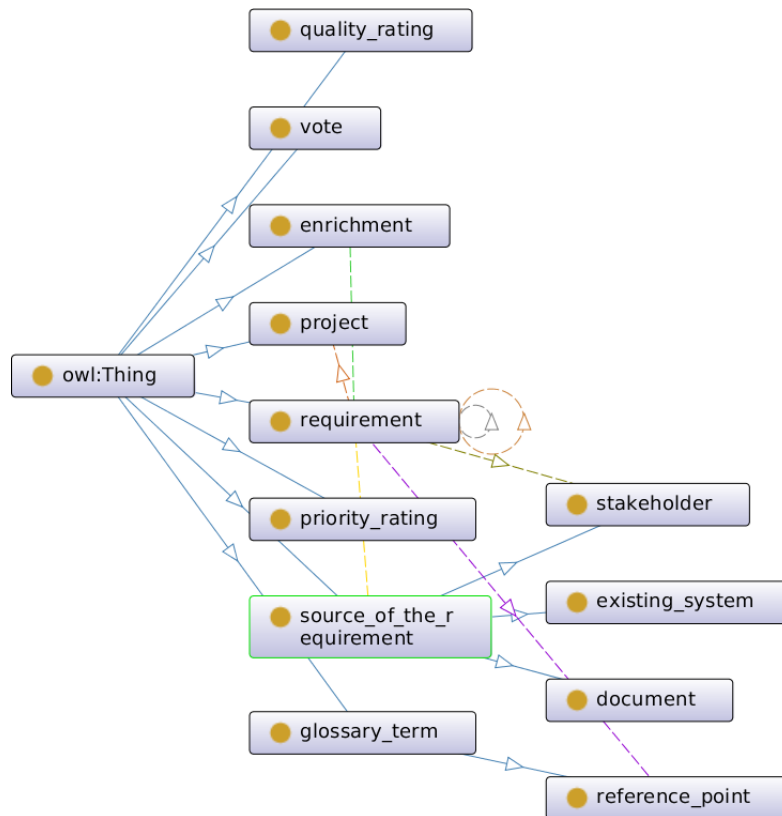 quality_rating
vote
enrichment
project
owl:Thing
requirement
stakeholder
priority_rating
existing_system
source_of_the_r
equirement
document
glossary_term
reference_point